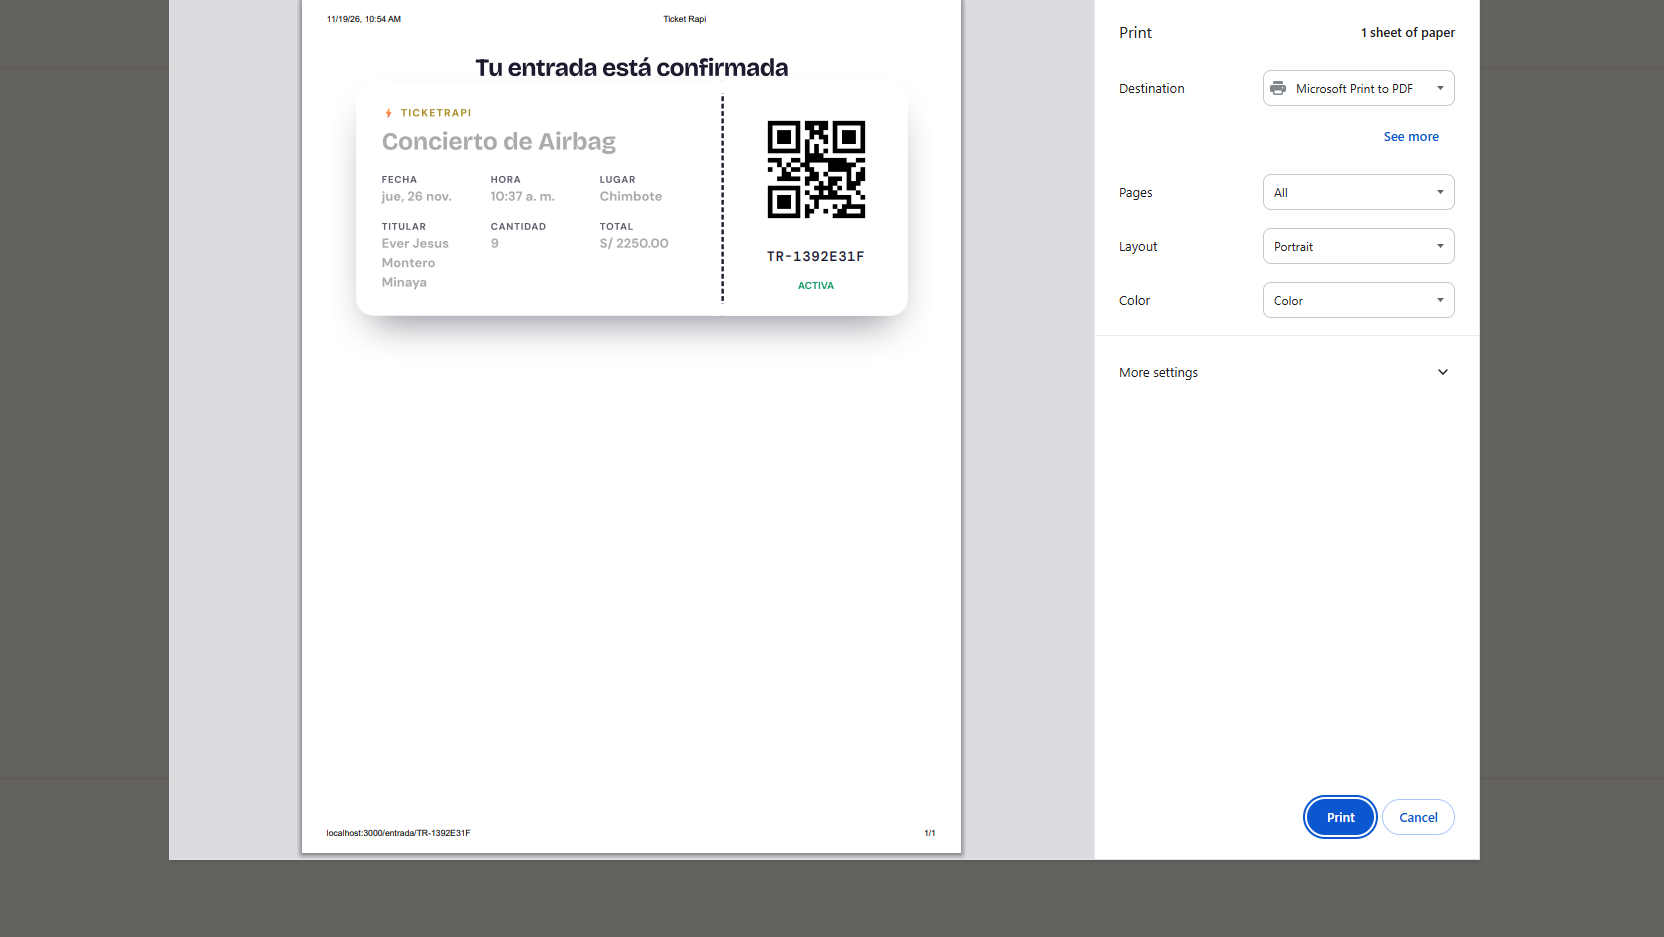 11/19/26, 10:54 AM
Ticket Rapi
Tu entrada está confirmada
TICKETRAPI
Concierto de Airbag
FECHA
jue, 26 nov.
HORA
10:37 a. m.
LUGAR
Chimbote
TITULAR
Ever Jesus
Montero
Minaya
CANTIDAD
9
TOTAL
S/ 2250.00
TR-1392E31F
ACTIVA
localhost:3000/entrada/TR-1392E31F
1/1
Print
1 sheet of paper
Destination
Microsoft Print to PDF
See more
Pages
All
Layout
Portrait
Color
Color
More settings
Print
Cancel